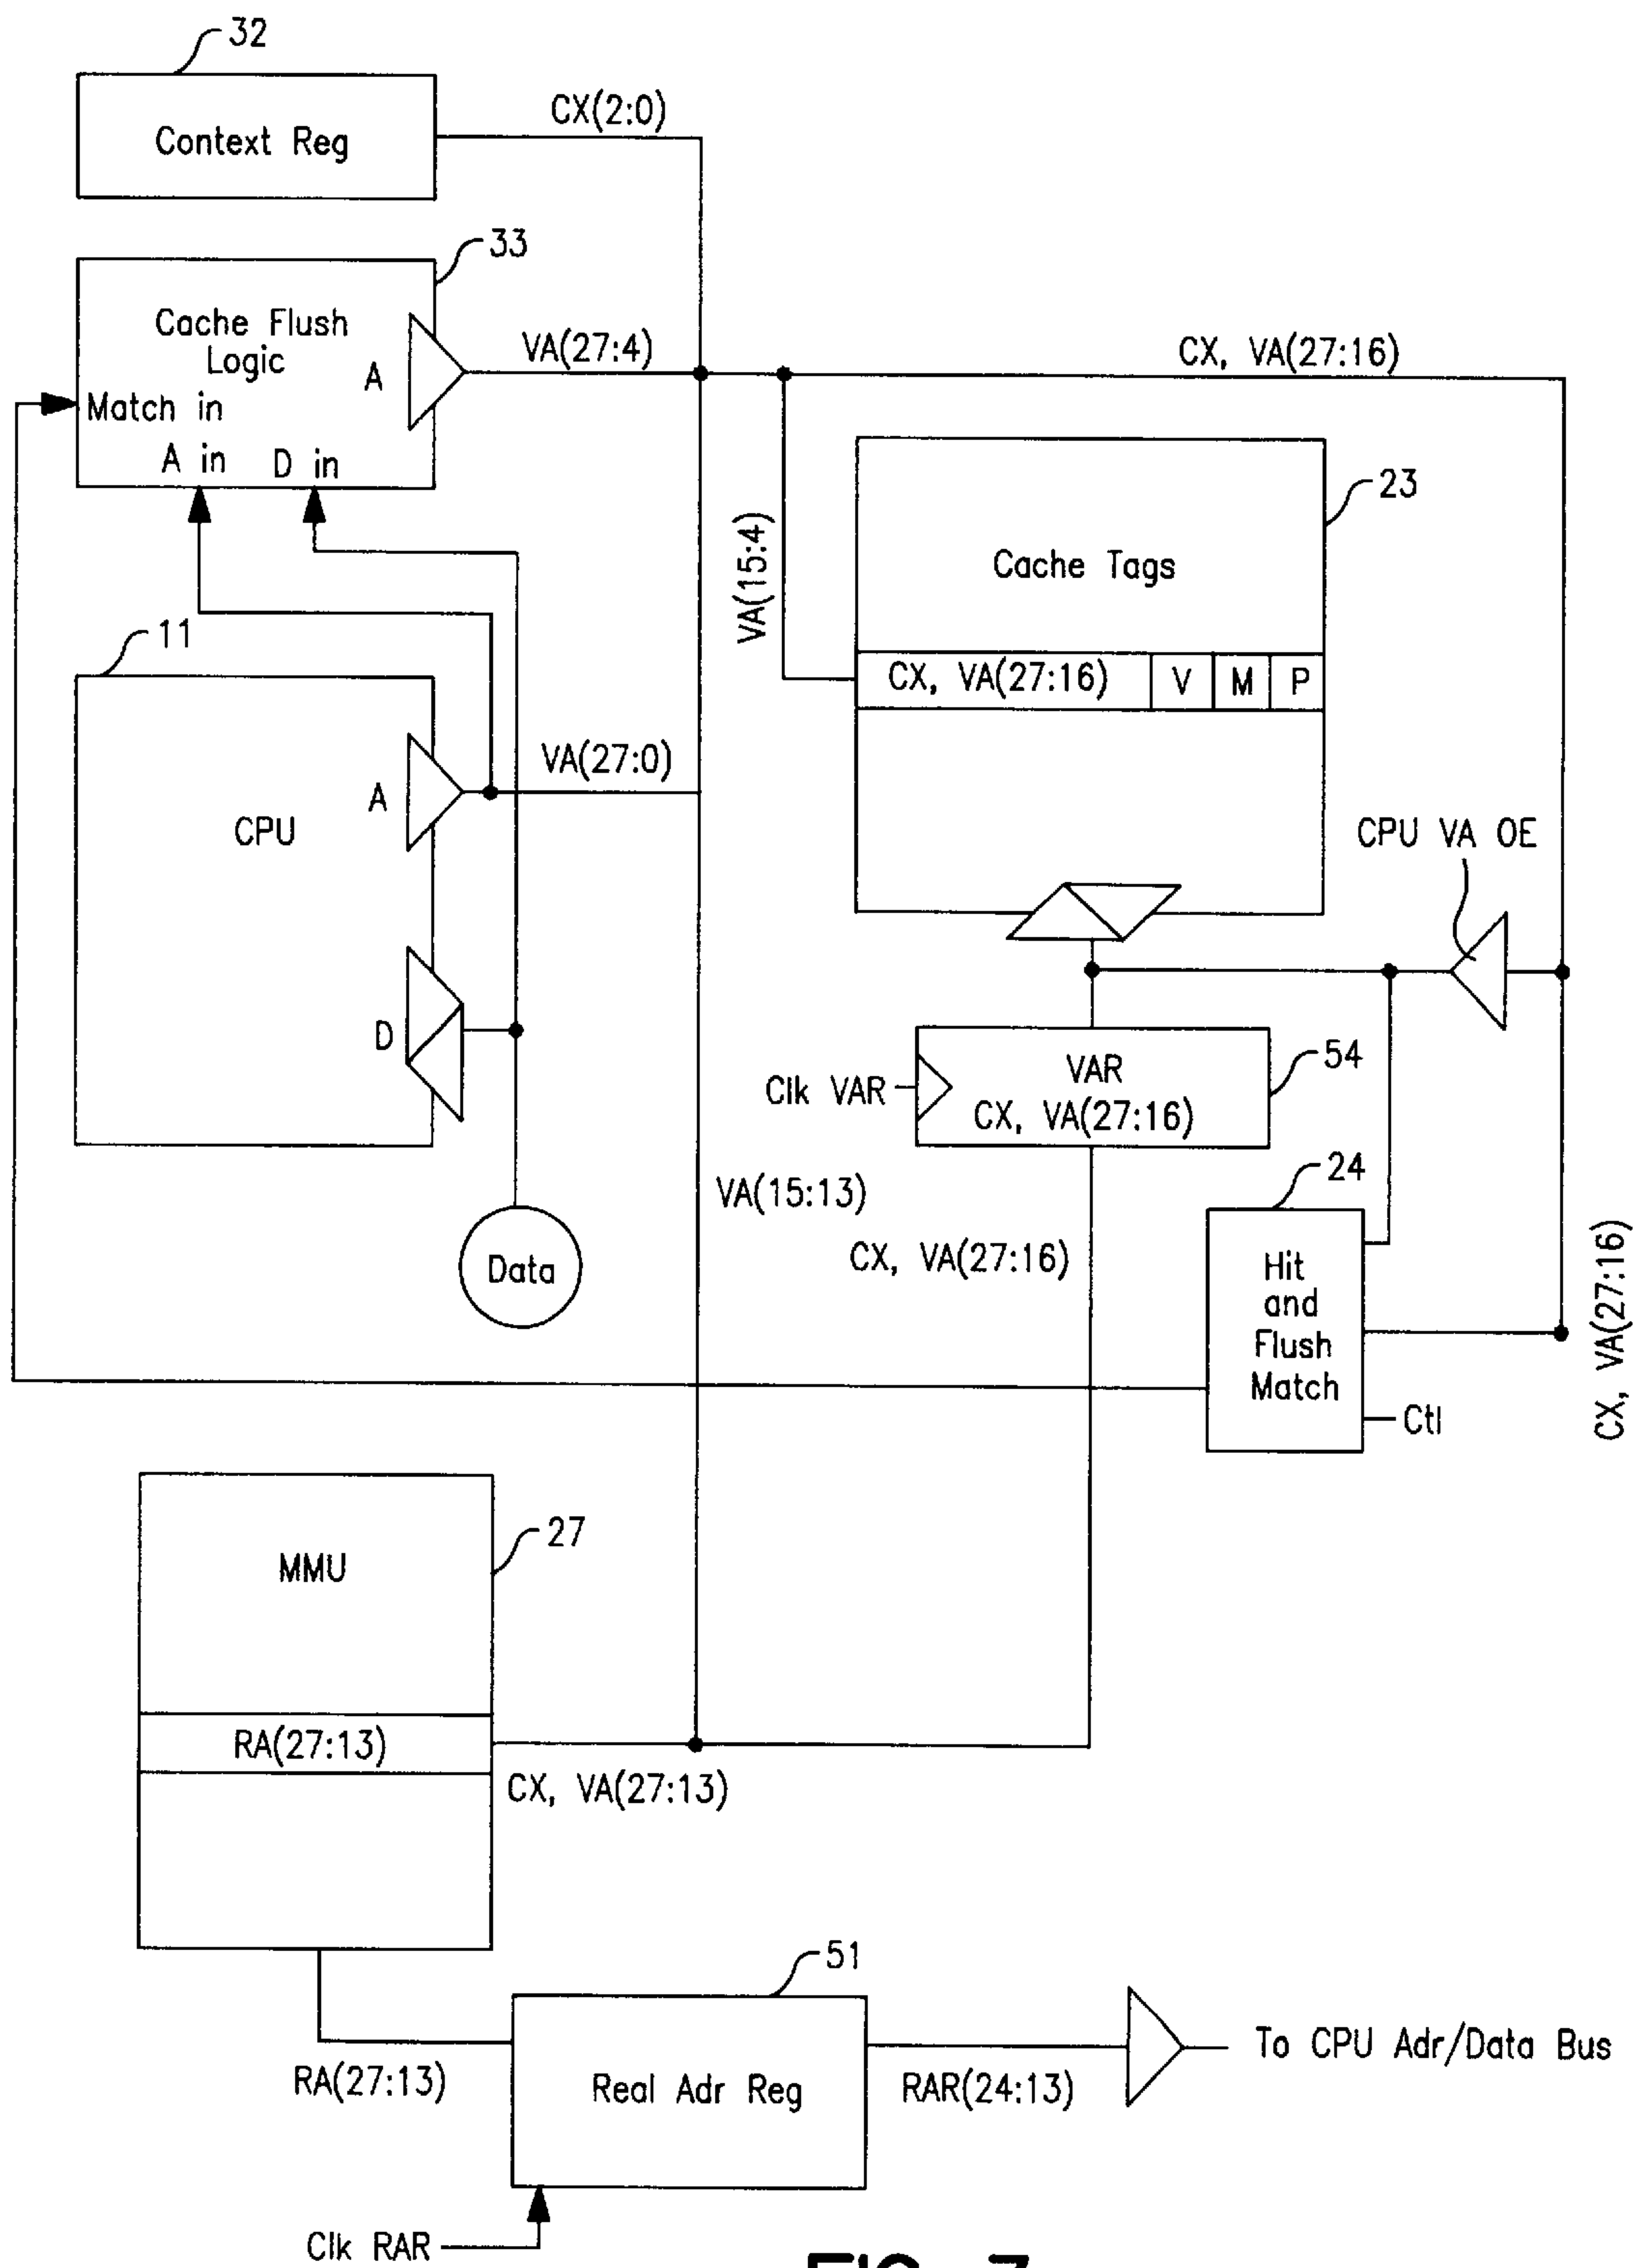 32
CX(2:0)
Context Reg
33
Cache Flush
Logic
A
VA(27:4)
CX, VA(27:16)
Match in
A in
D in
23
VA(15:4)
Cache Tags
11
CX, VA(27:16)
V
M
P
VA(27:0)
A
CPU
CPU VA OE
D
VAR
54
Clk VAR
CX, VA(27:16)
24
VA(15:13)
CX, VA(27:16)
Data
Hit
and
Flush
Match
CX, VA(27:16)
Ctl
27
MMU
RA(27:13)
CX, VA(27:13)
51
To CPU Adr/Data Bus
RA(27:13)
Real Adr Reg
RAR(24:13)
Clk RAR
FIG.